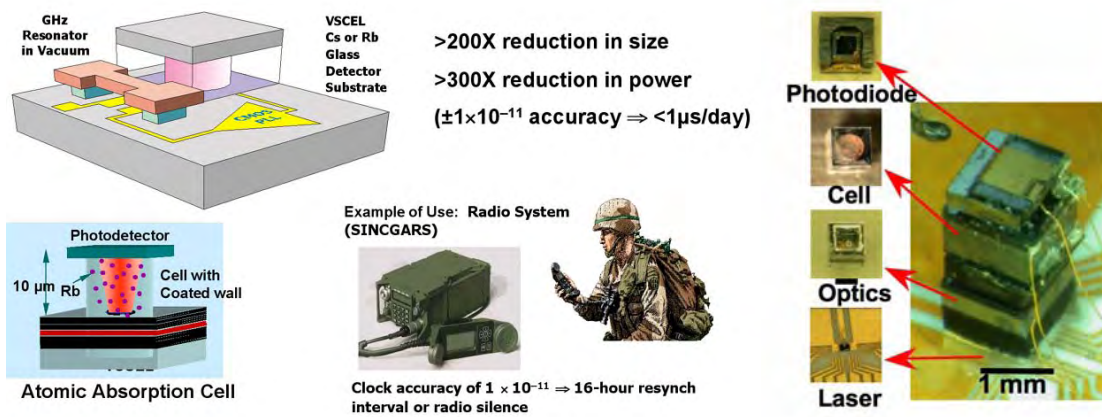 GHz
Resonator
in Vacuum
VSCEL
Cs or Rb
Glass
Detector
Substrate
CMOS
PLL
>200X reduction in size
>300X reduction in power
(±1×10⁻¹¹ accuracy ⇒ <1µs/day)
Photodetector
10 µm
Rb
Cell with
Coated wall
Atomic Absorption Cell
Example of Use: Radio System
(SINCGARS)
Clock accuracy of 1 × 10⁻¹¹ ⇒ 16-hour resynch
interval or radio silence
Photodiode
Cell
Optics
Laser
1 mm